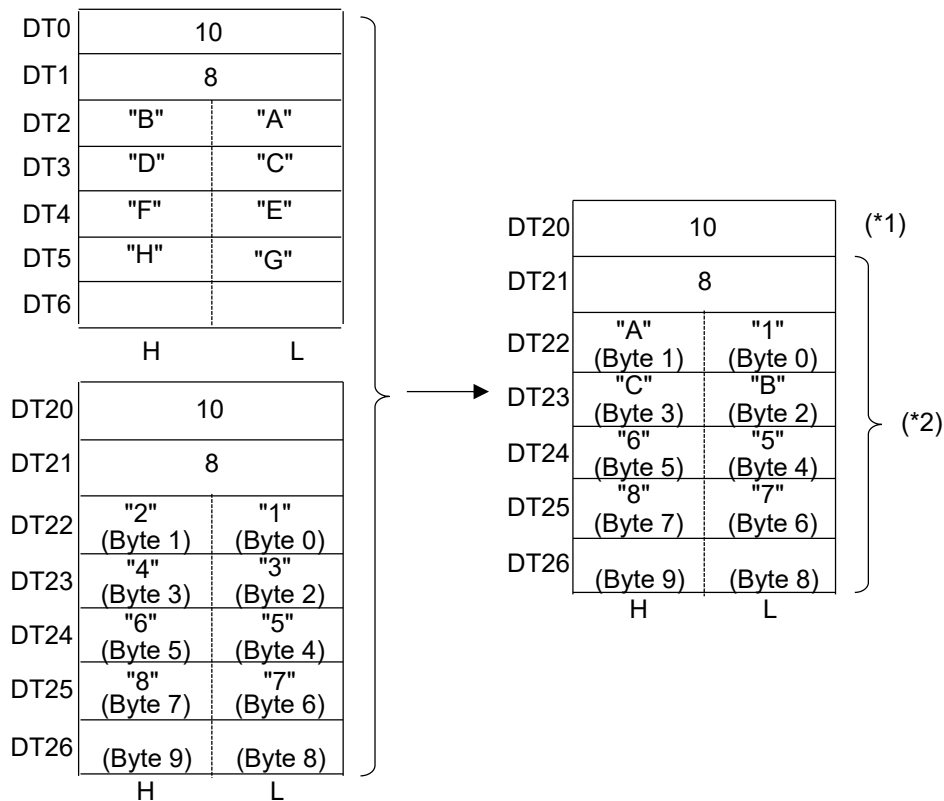 DT0 10
DT1 8
DT2 "B" "A"
DT3 "D" "C"
DT4 "F" "E"
DT5 "H" "G"
DT6
H L
DT20 10
DT21 8
DT22 "2" (Byte 1) "1" (Byte 0)
DT23 "4" (Byte 3) "3" (Byte 2)
DT24 "6" (Byte 5) "5" (Byte 4)
DT25 "8" (Byte 7) "7" (Byte 6)
DT26 (Byte 9) (Byte 8)
H L
DT20 10 (*1)
DT21 8
DT22 "A" (Byte 1) "1" (Byte 0)
DT23 "C" (Byte 3) "B" (Byte 2)
(*2)
DT24 "6" (Byte 5) "5" (Byte 4)
DT25 "8" (Byte 7) "7" (Byte 6)
DT26 (Byte 9) (Byte 8)
H L